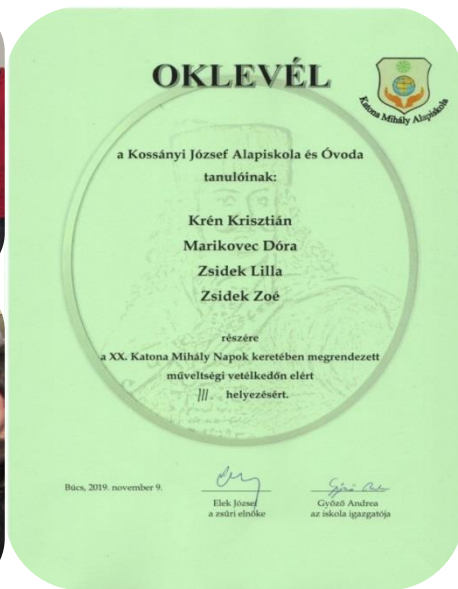 OKLEVÉL
Katona Mihály Alapiskola
a Kossányi József Alapiskola és Óvoda
tanulóinak:
Krén Krisztián
Marikovec Dóra
Zsidek Lilla
Zsidek Zoé
részére
a XX. Katona Mihály Napok keretében megrendezett
műveltségi vetélkedőn elért
III. helyezésért.
Búcs, 2019. november 9.
Elek József
a zsűri elnöke
Győző Andrea
az iskola igazgatója